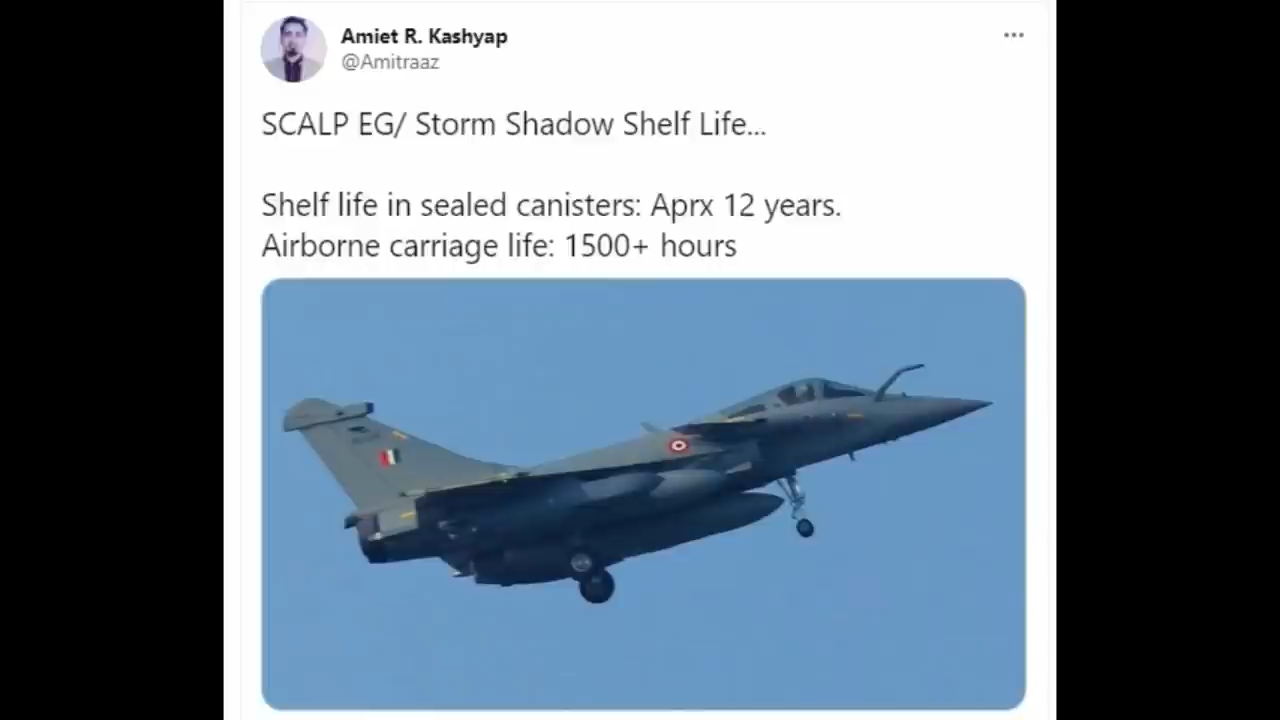 Amiet R. Kashyap
@Amitraaz
SCALP EG/ Storm Shadow Shelf Life...
Shelf life in sealed canisters: Aprx 12 years.
Airborne carriage life: 1500+ hours